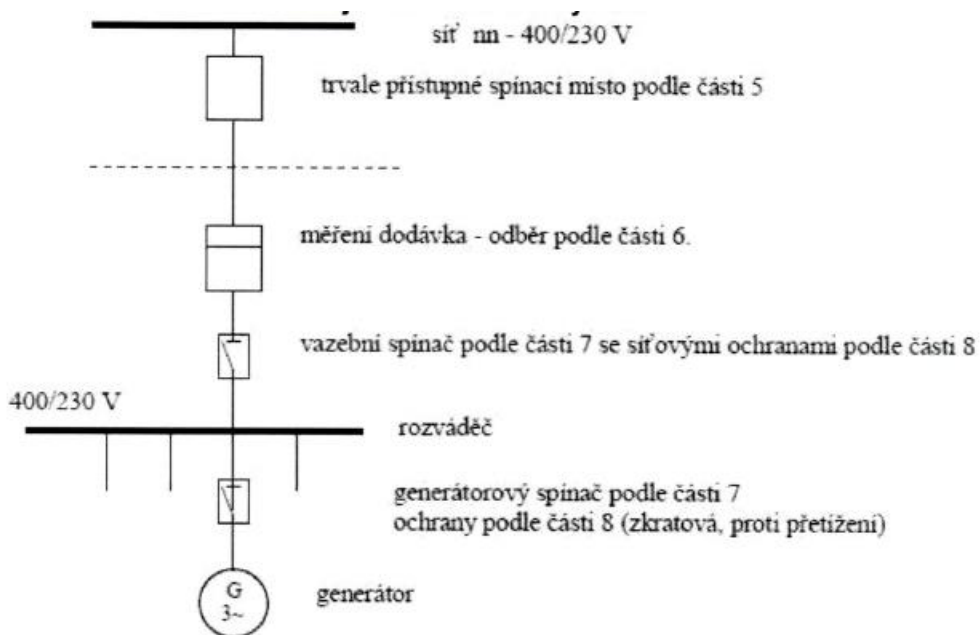 síť nn - 400/230 V
trvale přístupné spínací místo podle části 5
měření dodávka - odběr podle části 6.
vazební spínač podle části 7 se síťovými ochranami podle části 8
400/230 V
rozváděč
generátorový spínač podle části 7
ochrany podle části 8 (zkratová, proti přetížení)
G
3~
generátor